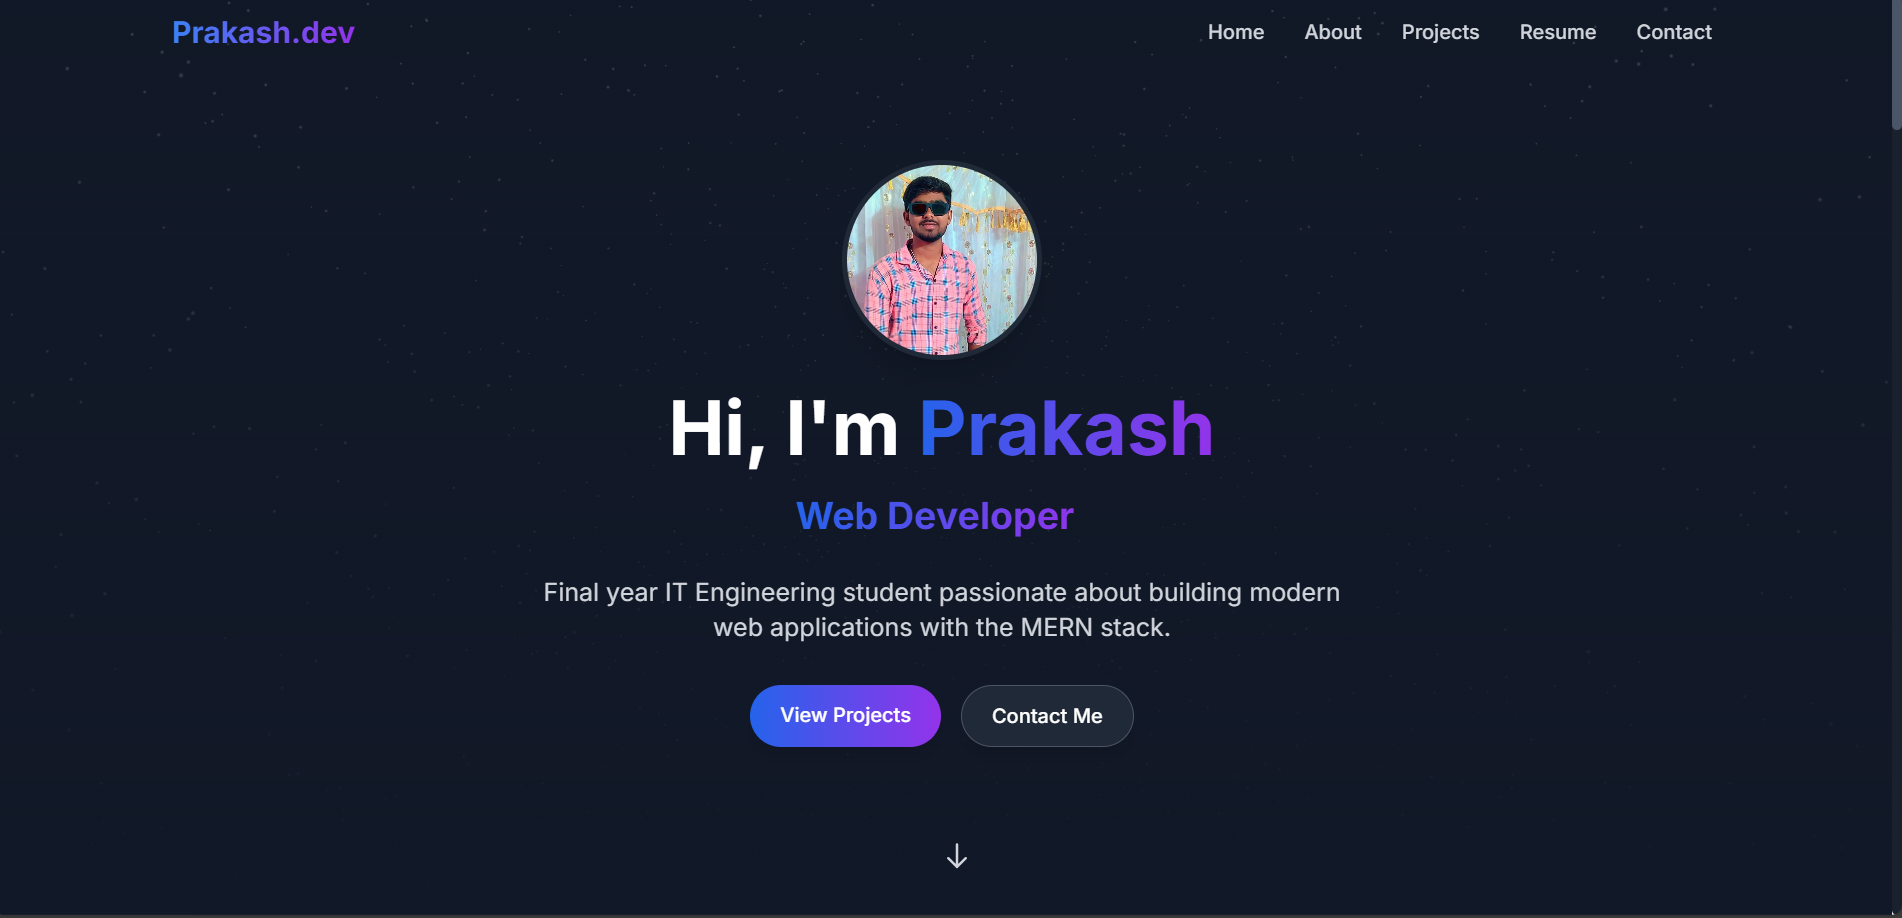 Prakash.dev
Home
About
Projects
Resume
Contact
Hi, I'm Prakash
Web Developer
Final year IT Engineering student passionate about building modern
web applications with the MERN stack.
View Projects
Contact Me